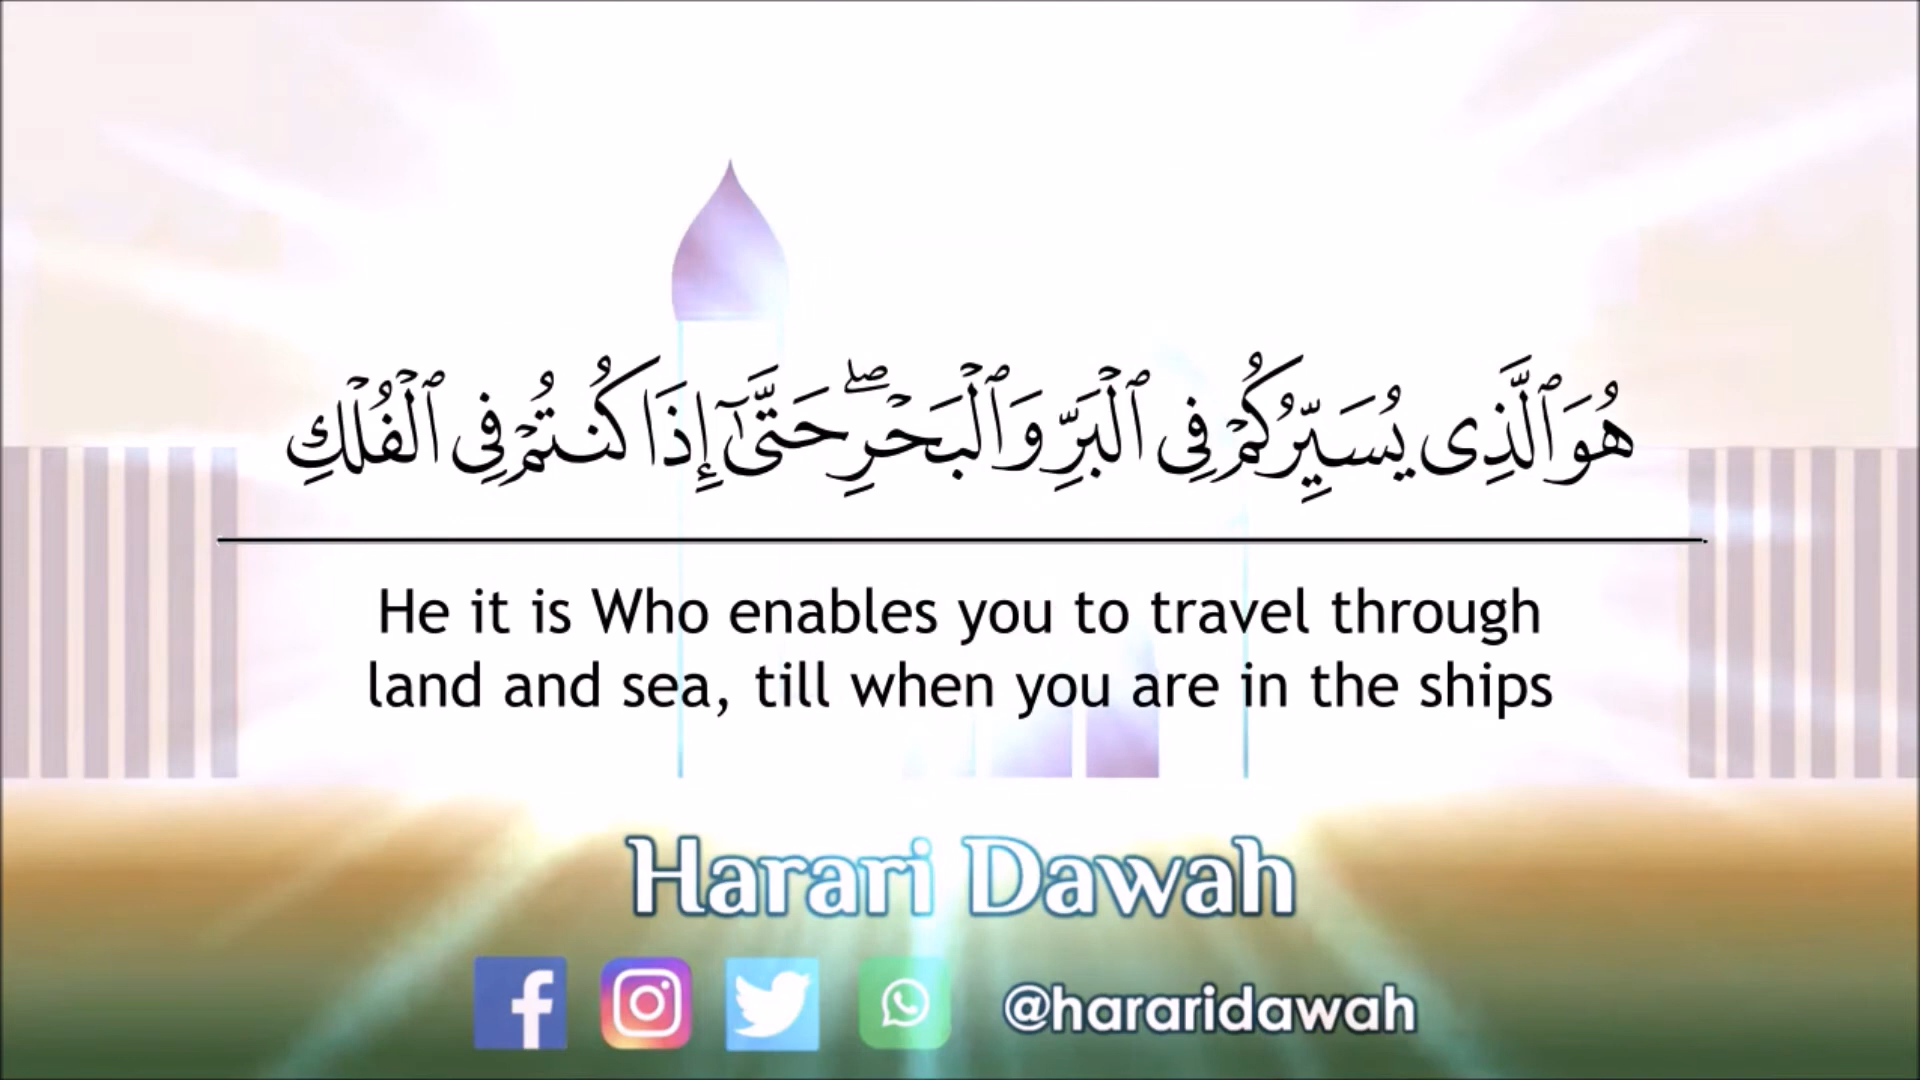 هُوَ ٱلَّذِى يُسَيِّرُكُمْ فِى ٱلْبَرِّ وَٱلْبَحْرِ ۖ حَتَّىٰٓ إِذَا كُنتُمْ فِى ٱلْفُلْكِ
He it is Who enables you to travel through
land and sea, till when you are in the ships
Harari Dawah
@hararidawah